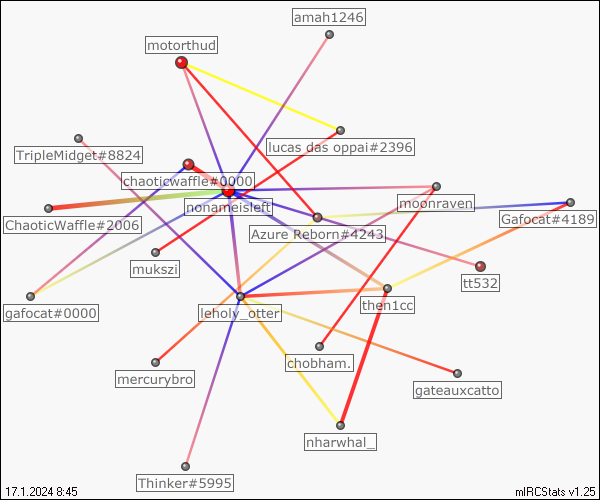 amah1246
motorthud
lucas das oppai#2396
TripleMidget#8824
chaoticwaffle#0000
nonameisleft
moonraven
ChaoticWaffle#2006
Gafocat#4189
Azure Reborn#4243
mukszi
tt532
gafocat#0000
leholy_otter
then1cc
chobham.
mercurybro
gateauxcatto
nharwhal_
Thinker#5995
17.1.2024 8:45
mIRCStats v1.25